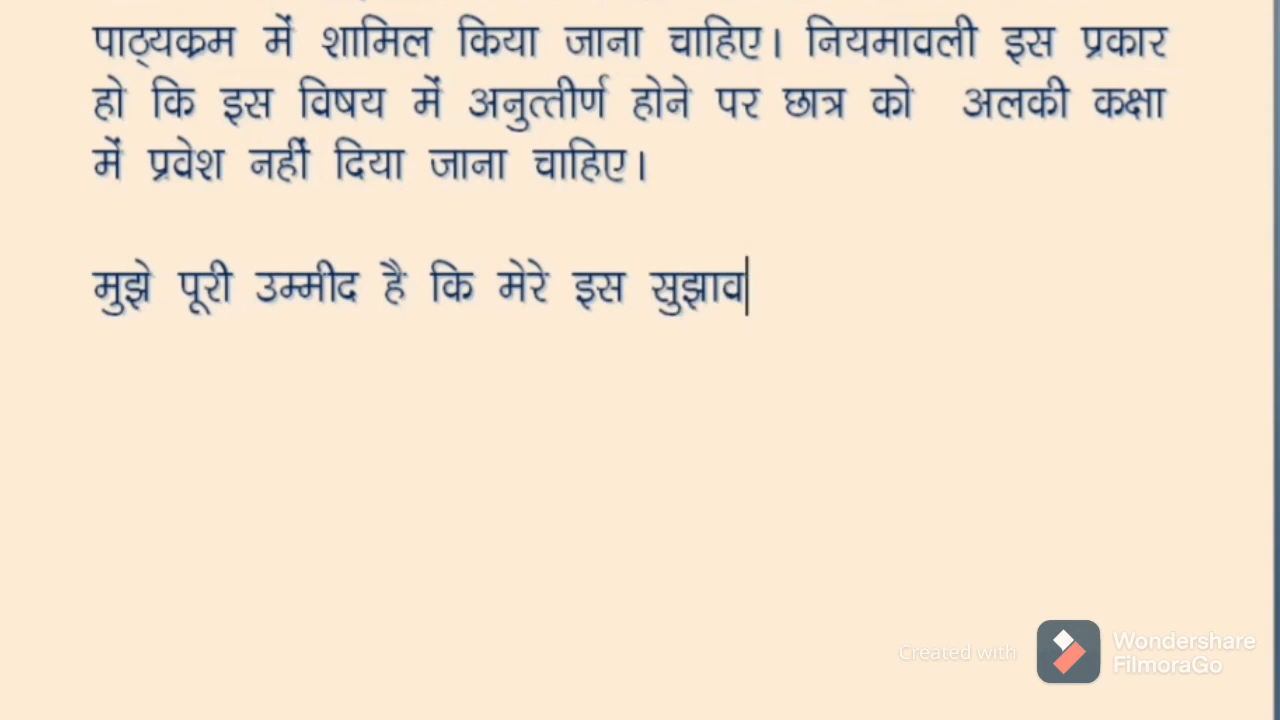 पाठ्यक्रम में शामिल किया जाना चाहिए। नियमावली इस प्रकार
हो कि इस विषय में अनुत्तीर्ण होने पर छात्र को अलकी कक्षा
में प्रवेश नहीं दिया जाना चाहिए।
मुझे पूरी उम्मीद है कि मेरे इस सुझाव
Created with
Wondershare
FilmoraGo